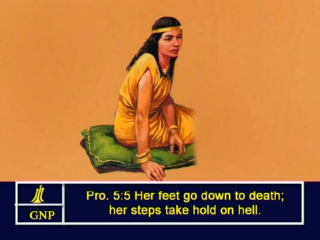 Pro. 5:5 Her feet go down to death;
her steps take hold on hell.
GNP